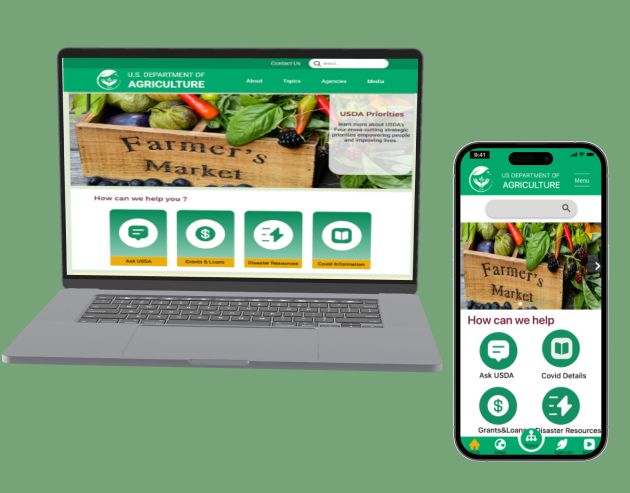 Contact Us
Search...
U.S. DEPARTMENT OF
AGRICULTURE
About Topics Agencies Media
USDA Priorities
learn more about USDA's
Four cross-cutting strategic
priorities empowering people
and improving lives.
Farmer's
Market
How can we help you ?
Ask USDA
Grants & Loans
Disaster Resources
Covid Information
9:41
US DEPARTMENT OF
AGRICULTURE
Menu
Farmer's
Market
How can we help
Ask USDA
Covid Details
Grants&Loans
Disaster Resources